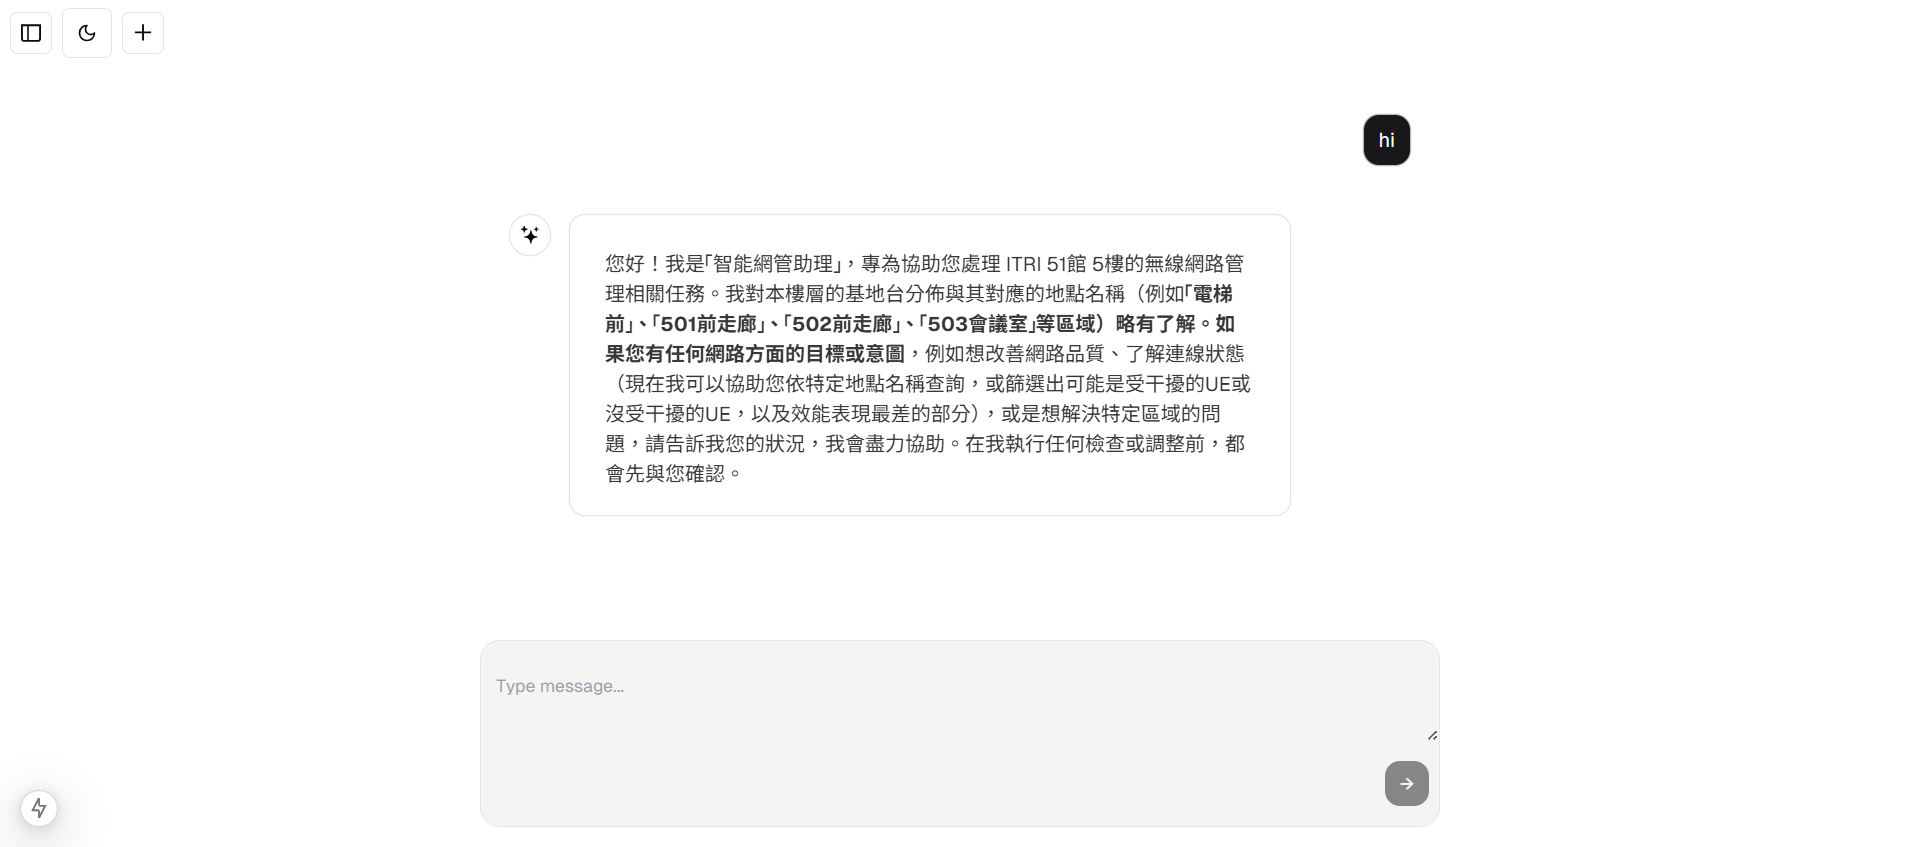 hi
您好！我是「智能網管助理」，專為協助您處理 ITRI 51館 5樓的無線網路管
理相關任務。我對本樓層的基地台分佈與其對應的地點名稱（例如「電梯
前」、「501前走廊」、「502前走廊」、「503會議室」等區域）略有了解。如
果您有任何網路方面的目標或意圖，例如想改善網路品質、了解連線狀態
（現在我可以協助您依特定地點名稱查詢，或篩選出可能是受干擾的UE或
沒受干擾的UE，以及效能表現最差的部分），或是想解決特定區域的問
題，請告訴我您的狀況，我會盡力協助。在我執行任何檢查或調整前，都
會先與您確認。
Type message...